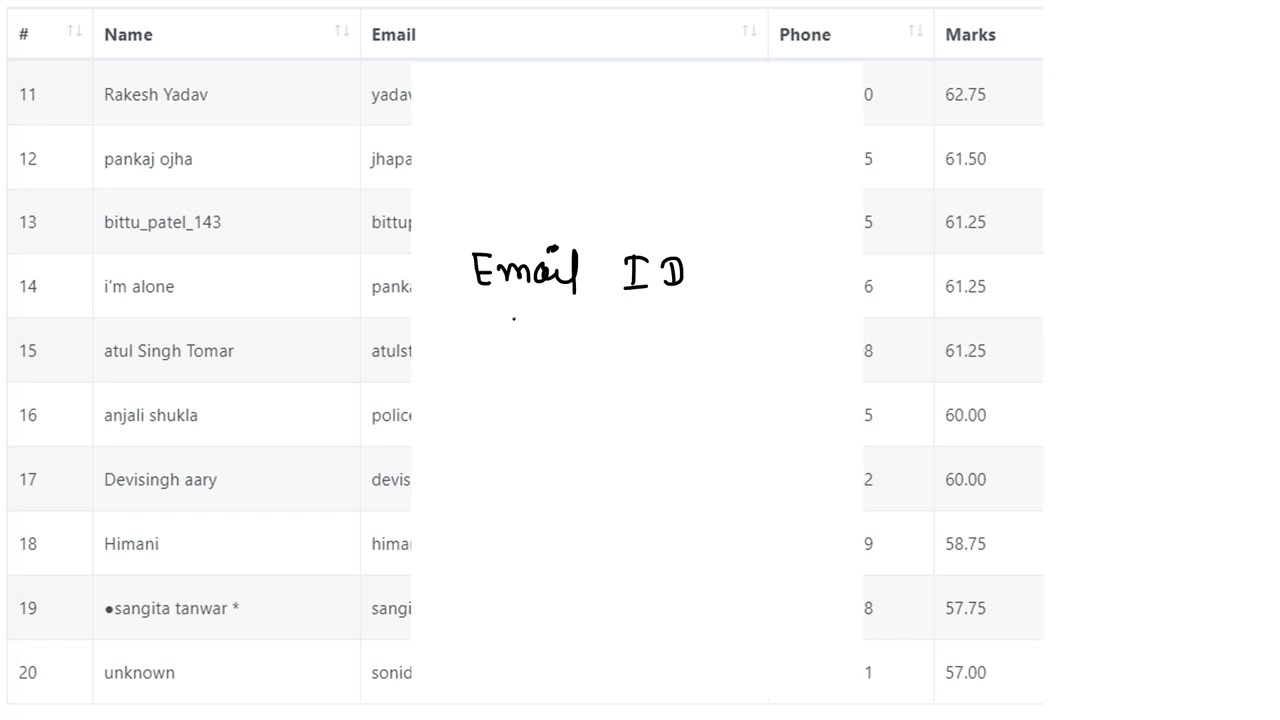 # Name Email Phone Marks
11 Rakesh Yadav yadav 0 62.75
12 pankaj ojha jhapa 5 61.50
13 bittu_patel_143 bittup 5 61.25
Email ID
14 i'm alone panka 6 61.25
15 atul Singh Tomar atulst 8 61.25
16 anjali shukla police 5 60.00
17 Devisingh aary devis 2 60.00
18 Himani himan 9 58.75
19 ●sangita tanwar * sangi 8 57.75
20 unknown sonid 1 57.00